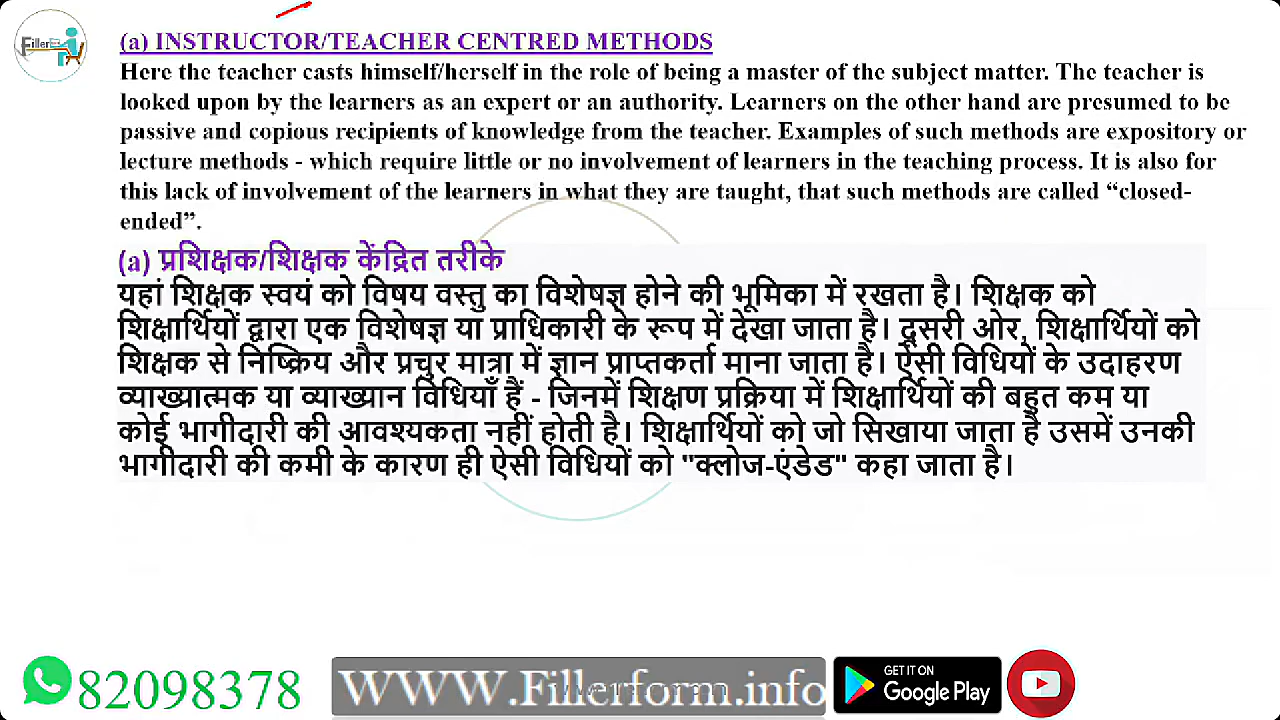 Filler
(a) INSTRUCTOR/TEACHER CENTRED METHODS
Here the teacher casts himself/herself in the role of being a master of the subject matter. The teacher is
looked upon by the learners as an expert or an authority. Learners on the other hand are presumed to be
passive and copious recipients of knowledge from the teacher. Examples of such methods are expository or
lecture methods - which require little or no involvement of learners in the teaching process. It is also for
this lack of involvement of the learners in what they are taught, that such methods are called “closed-
ended”.
(a) प्रशिक्षक/शिक्षक केंद्रित तरीके
यहां शिक्षक स्वयं को विषय वस्तु का विशेषज्ञ होने की भूमिका में रखता है। शिक्षक को
शिक्षार्थियों द्वारा एक विशेषज्ञ या प्राधिकारी के रूप में देखा जाता है। दूसरी ओर, शिक्षार्थियों को
शिक्षक से निष्क्रिय और प्रचुर मात्रा में ज्ञान प्राप्तकर्ता माना जाता है। ऐसी विधियों के उदाहरण
व्याख्यात्मक या व्याख्यान विधियाँ हैं - जिनमें शिक्षण प्रक्रिया में शिक्षार्थियों की बहुत कम या
कोई भागीदारी की आवश्यकता नहीं होती है। शिक्षार्थियों को जो सिखाया जाता है उसमें उनकी
भागीदारी की कमी के कारण ही ऐसी विधियों को "क्लोज-एंडेड" कहा जाता है।
82098378
WWW.Fillerform.info
GET IT ON
Google Play